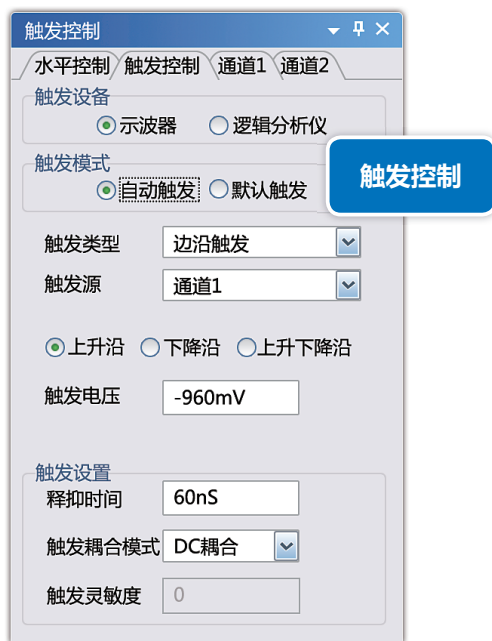 触发控制
水平控制 触发控制 通道1 通道2
触发设备
示波器 逻辑分析仪
触发模式
自动触发 默认触发
触发控制
触发类型 边沿触发
触发源 通道1
上升沿 下降沿 上升下降沿
触发电压 -960mV
触发设置
释抑时间 60nS
触发耦合模式 DC耦合
触发灵敏度 0